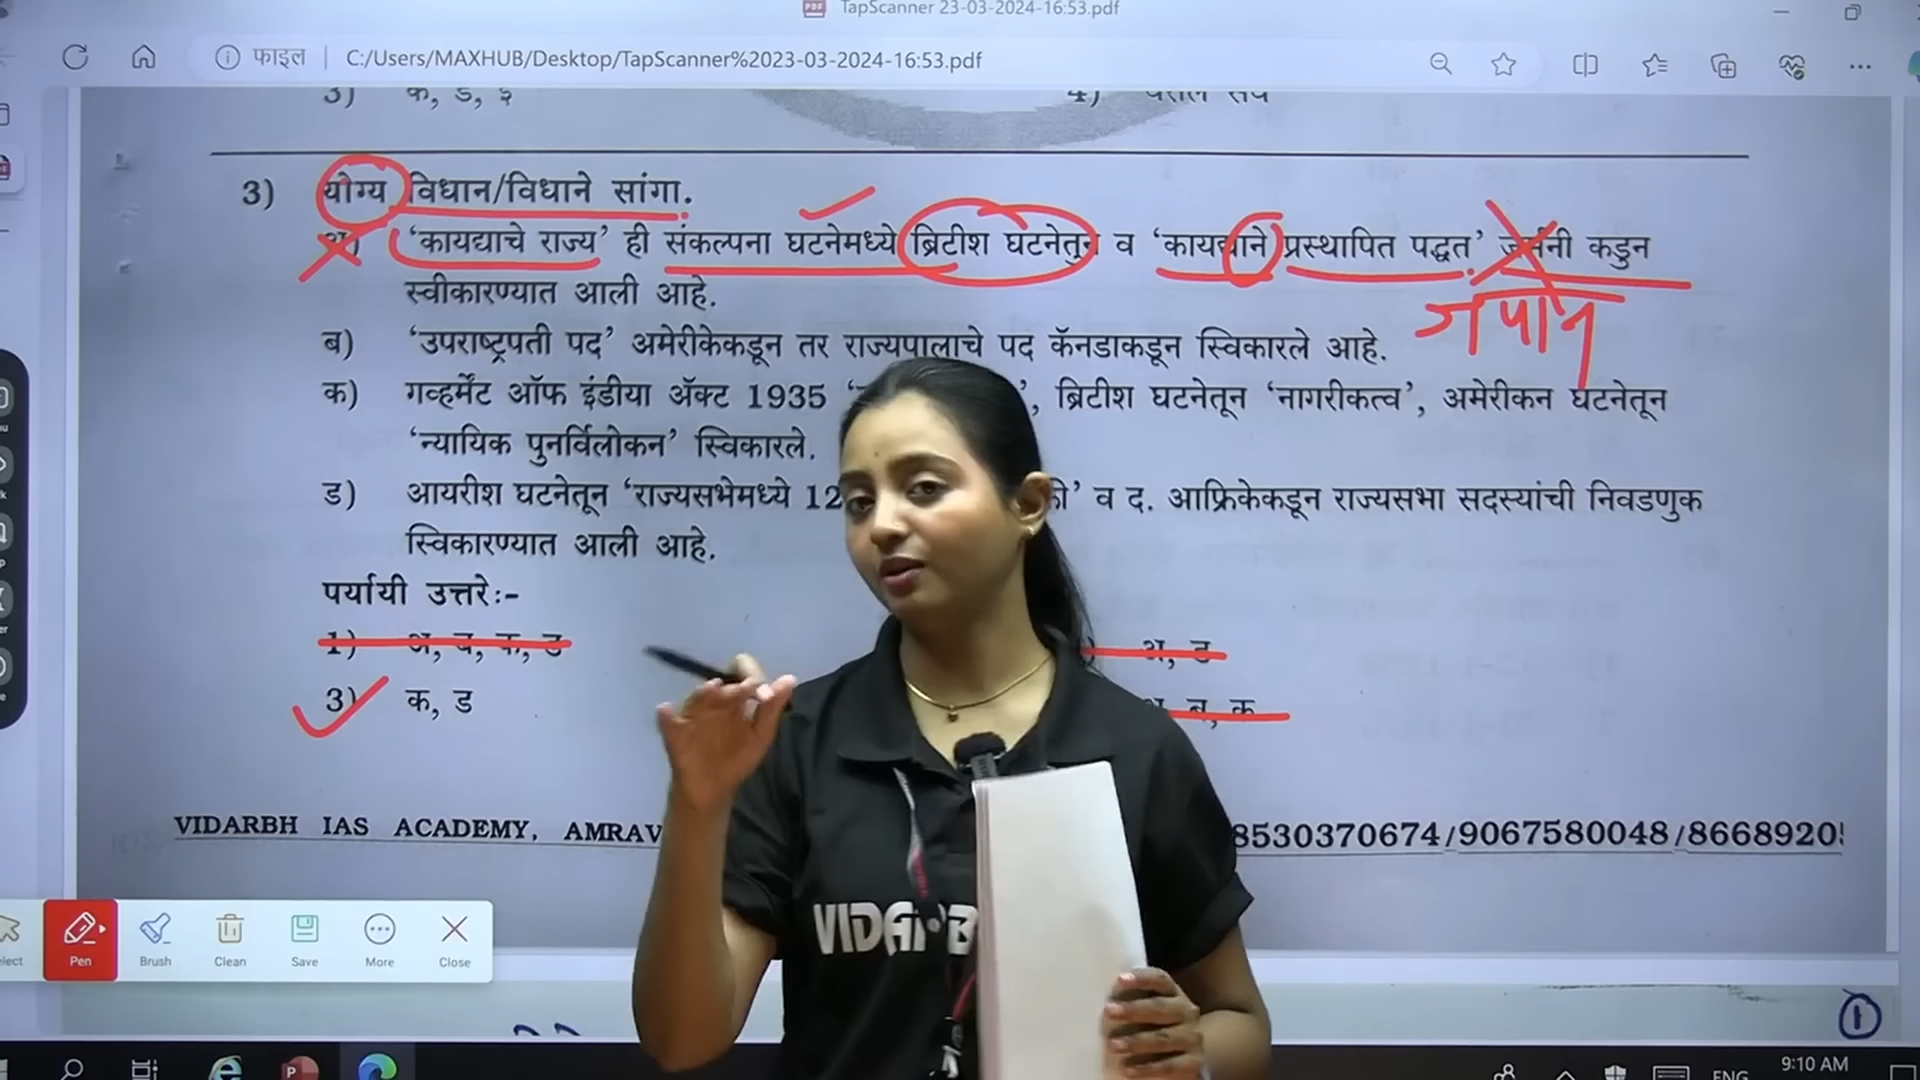 TapScanner 23-03-2024-16:53.pdf
फाइल C:/Users/MAXHUB/Desktop/TapScanner%2023-03-2024-16:53.pdf
3) क, ड, इ
3) योग्य विधान/विधाने सांगा.
अ) 'कायद्याचे राज्य' ही संकल्पना घटनेमध्ये ब्रिटीश घटनेतुन व 'कायद्याने प्रस्थापित पद्धत' जर्मनी कडुन
स्वीकारण्यात आली आहे.
जपान
ब) 'उपराष्ट्रपती पद' अमेरीकेकडून तर राज्यपालाचे पद कॅनडाकडून स्विकारले आहे.
क) गव्हर्मेंट ऑफ इंडीया ॲक्ट 1935 ब्रिटीश घटनेतून 'नागरीकत्व', अमेरीकन घटनेतून
'न्यायिक पुनर्विलोकन' स्विकारले.
ड) आयरीश घटनेतून 'राज्यसभेमध्ये 12 व द. आफ्रिकेकडून राज्यसभा सदस्यांची निवडणुक
स्विकारण्यात आली आहे.
पर्यायी उत्तरे:-
1) अ, ब, क, ड
अ, ड
3) क, ड
अ, ब, क
VIDARBH IAS ACADEMY, AMRAV 8530370674/9067580048/8668920
VIDA B
Pen Brush Clean Save More Close
1
ENG 9:10 AM